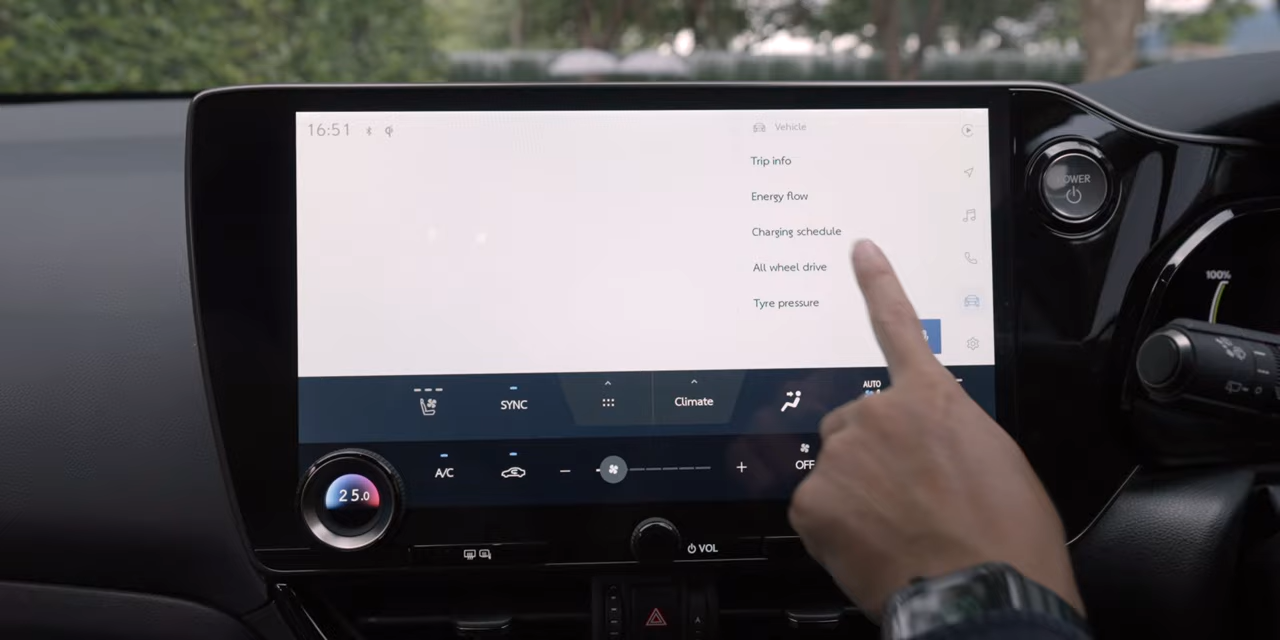 16:51
Vehicle
Trip info
Energy flow
Charging schedule
All wheel drive
Tyre pressure
POWER
100%
SYNC
Climate
AUTO
A/C
OFF
25.0
VOL